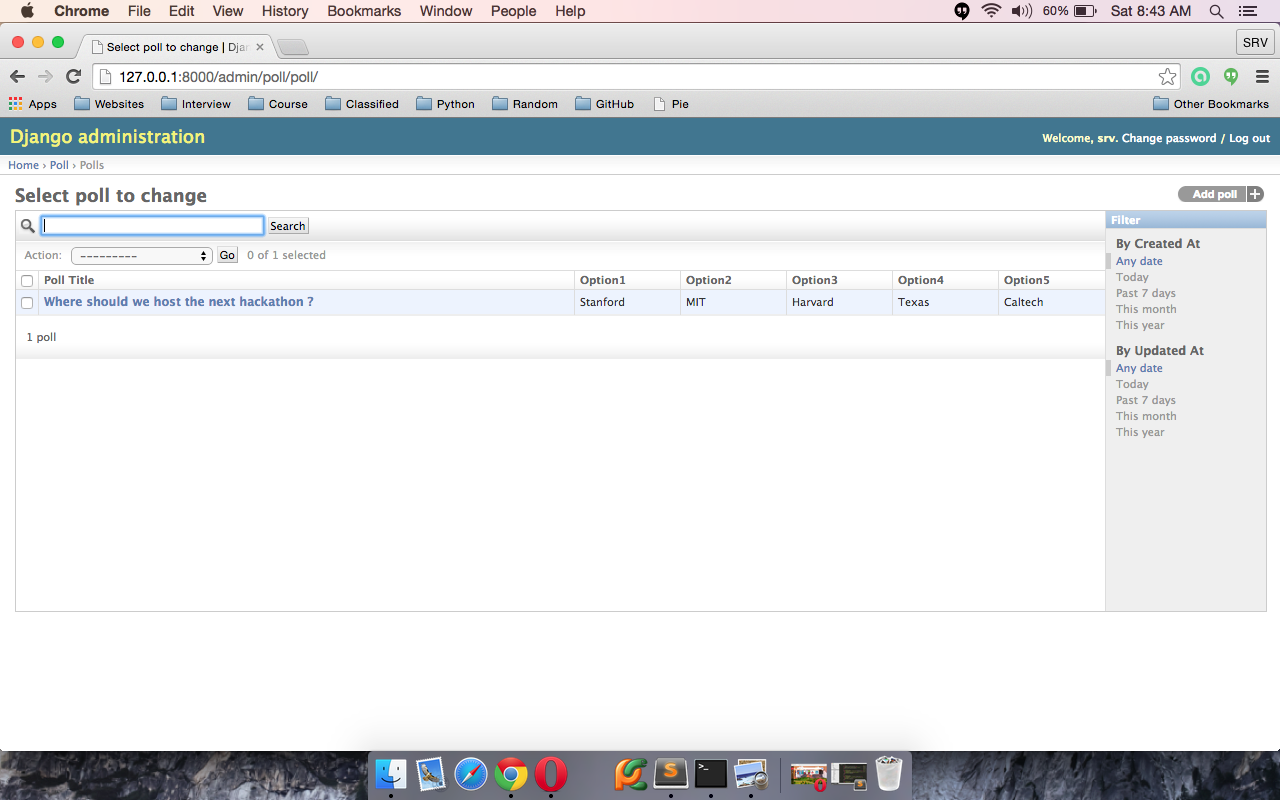 Chrome File Edit View History Bookmarks Window People Help 60% Sat 8:43 AM
Select poll to change | Djan SRV
127.0.0.1:8000/admin/poll/poll/
Apps Websites Interview Course Classified Python Random GitHub Pie Other Bookmarks
Django administration Welcome, srv. Change password / Log out
Home › Poll › Polls
Select poll to change Add poll
Search Filter
By Created At
Action: --------- Go 0 of 1 selected Any date
Poll Title Option1 Option2 Option3 Option4 Option5 Today
Where should we host the next hackathon ? Stanford MIT Harvard Texas Caltech Past 7 days
This month
This year
1 poll
By Updated At
Any date
Today
Past 7 days
This month
This year